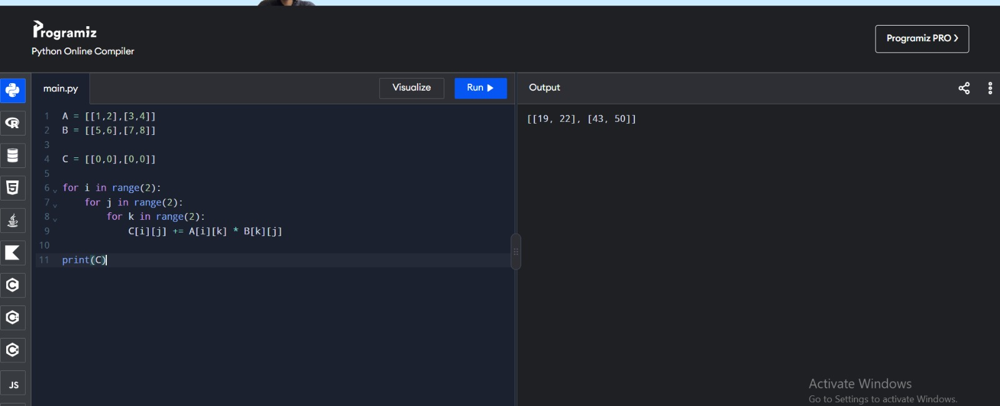 Programiz
Python Online Compiler
Programiz PRO >
main.py
Visualize
Run
Output
1 A = [[1,2],[3,4]]
2 B = [[5,6],[7,8]]
3
4 C = [[0,0],[0,0]]
5
6 for i in range(2):
7     for j in range(2):
8         for k in range(2):
9             C[i][j] += A[i][k] * B[k][j]
10
11 print(C)
[[19, 22], [43, 50]]
JS
Activate Windows
Go to Settings to activate Windows.